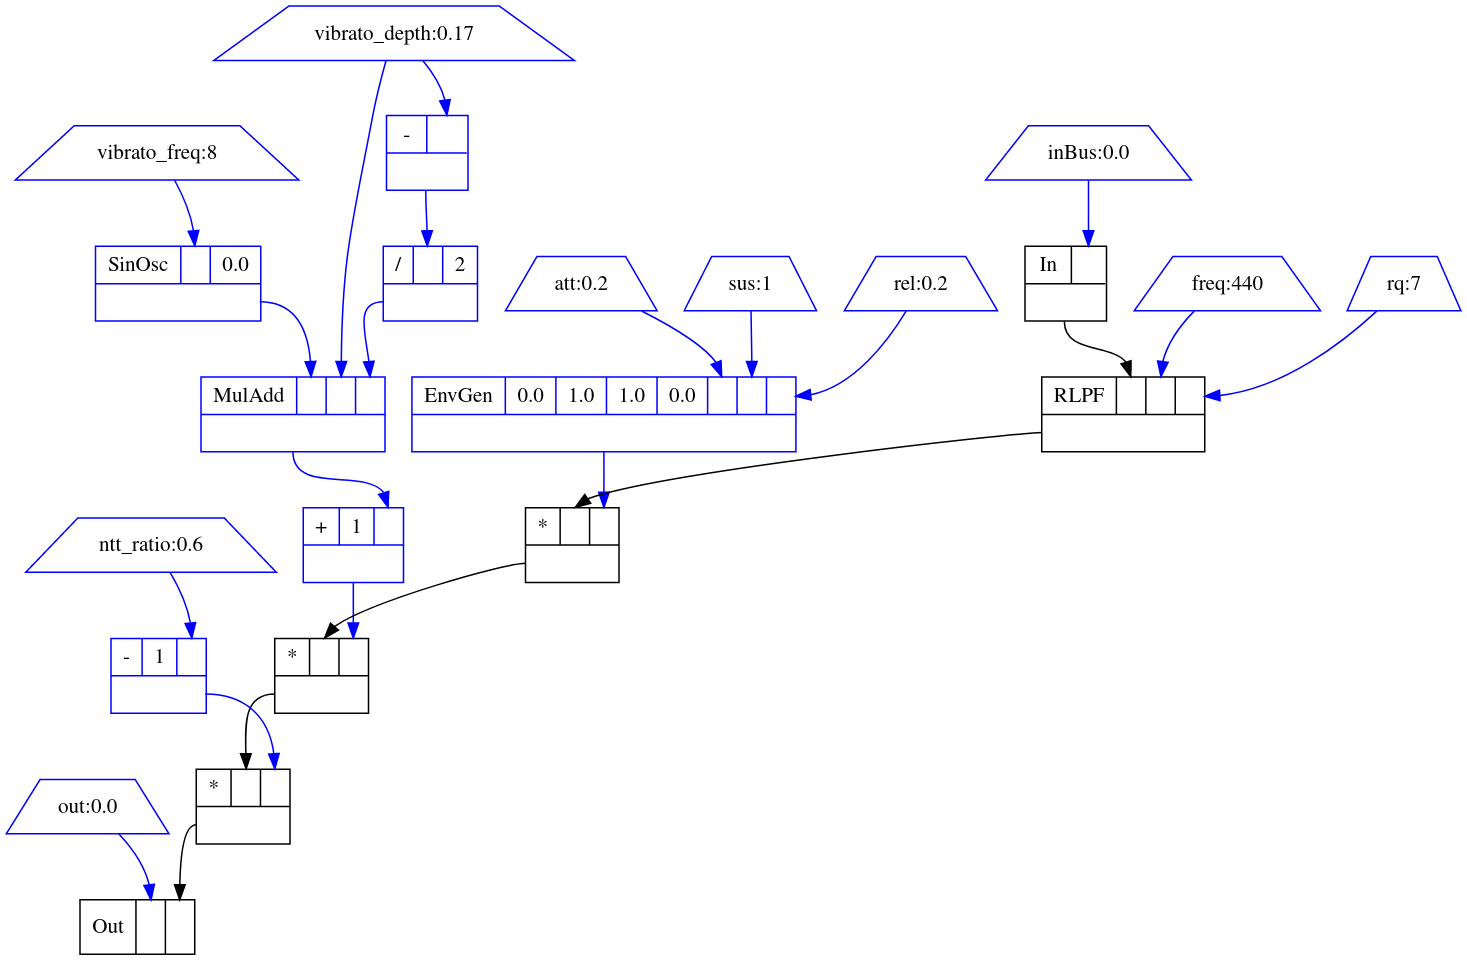 vibrato_depth:0.17
vibrato_freq:8
-
inBus:0.0
SinOsc 0.0
/ 2
att:0.2
sus:1
rel:0.2
In
freq:440
rq:7
MulAdd
EnvGen 0.0 1.0 1.0 0.0
RLPF
ntt_ratio:0.6
+ 1
*
- 1
*
out:0.0
*
Out